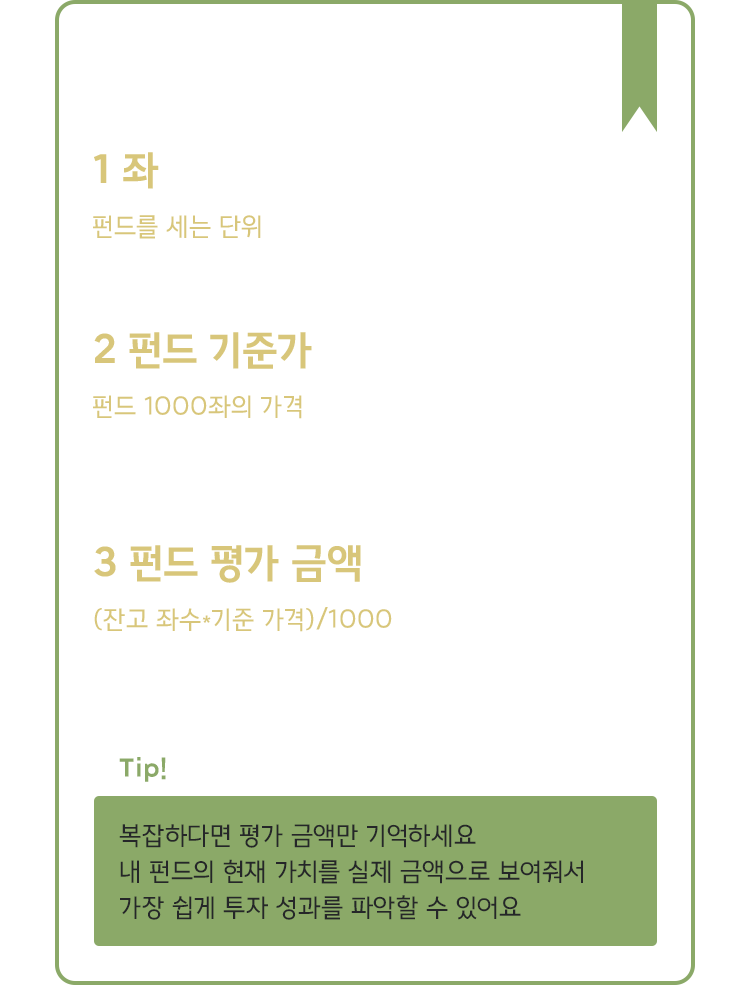 1 좌
펀드를 세는 단위
2 펀드 기준가
펀드 1000좌의 가격
3 펀드 평가 금액
(잔고 좌수*기준 가격)/1000
Tip!
복잡하다면 평가 금액만 기억하세요
내 펀드의 현재 가치를 실제 금액으로 보여줘서
가장 쉽게 투자 성과를 파악할 수 있어요